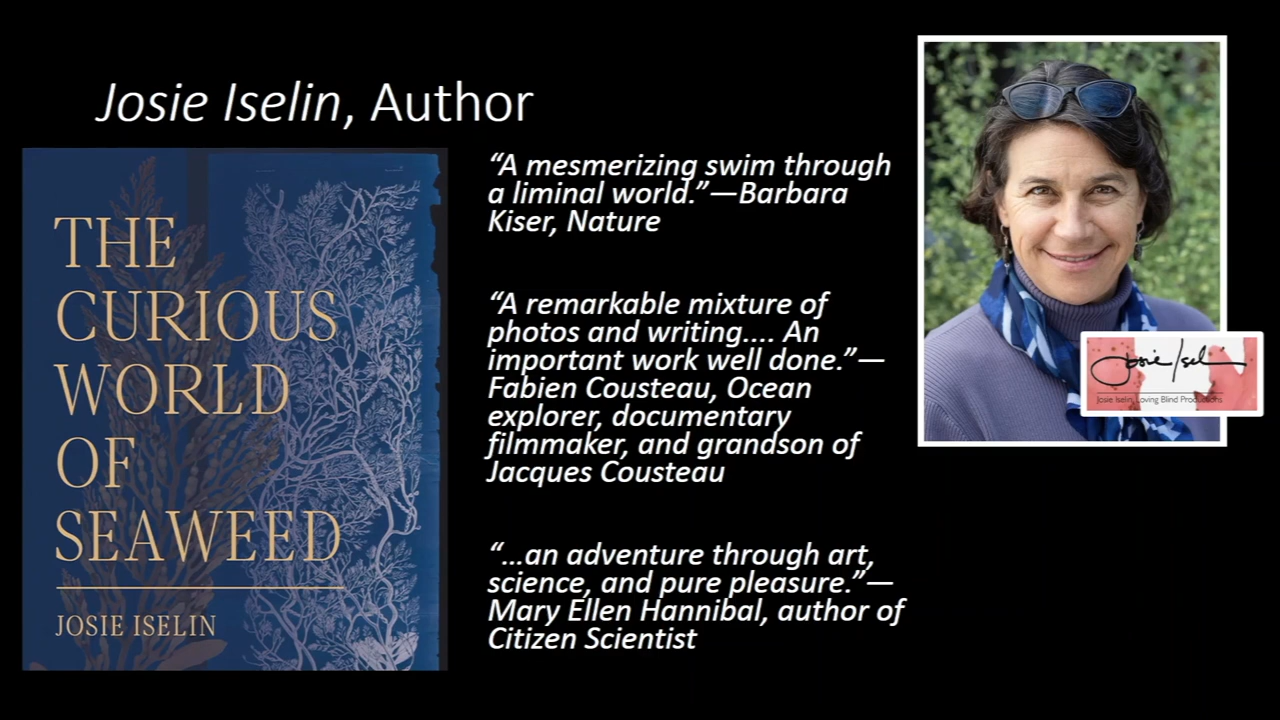 Josie Iselin, Author
THE
CURIOUS
WORLD
OF
SEAWEED
JOSIE ISELIN
“A mesmerizing swim through
a liminal world.”—Barbara
Kiser, Nature
“A remarkable mixture of
photos and writing.... An
important work well done.”—
Fabien Cousteau, Ocean
explorer, documentary
filmmaker, and grandson of
Jacques Cousteau
“…an adventure through art,
science, and pure pleasure.”—
Mary Ellen Hannibal, author of
Citizen Scientist
Josie Iselin
Josie Iselin, Loving Blind Productions